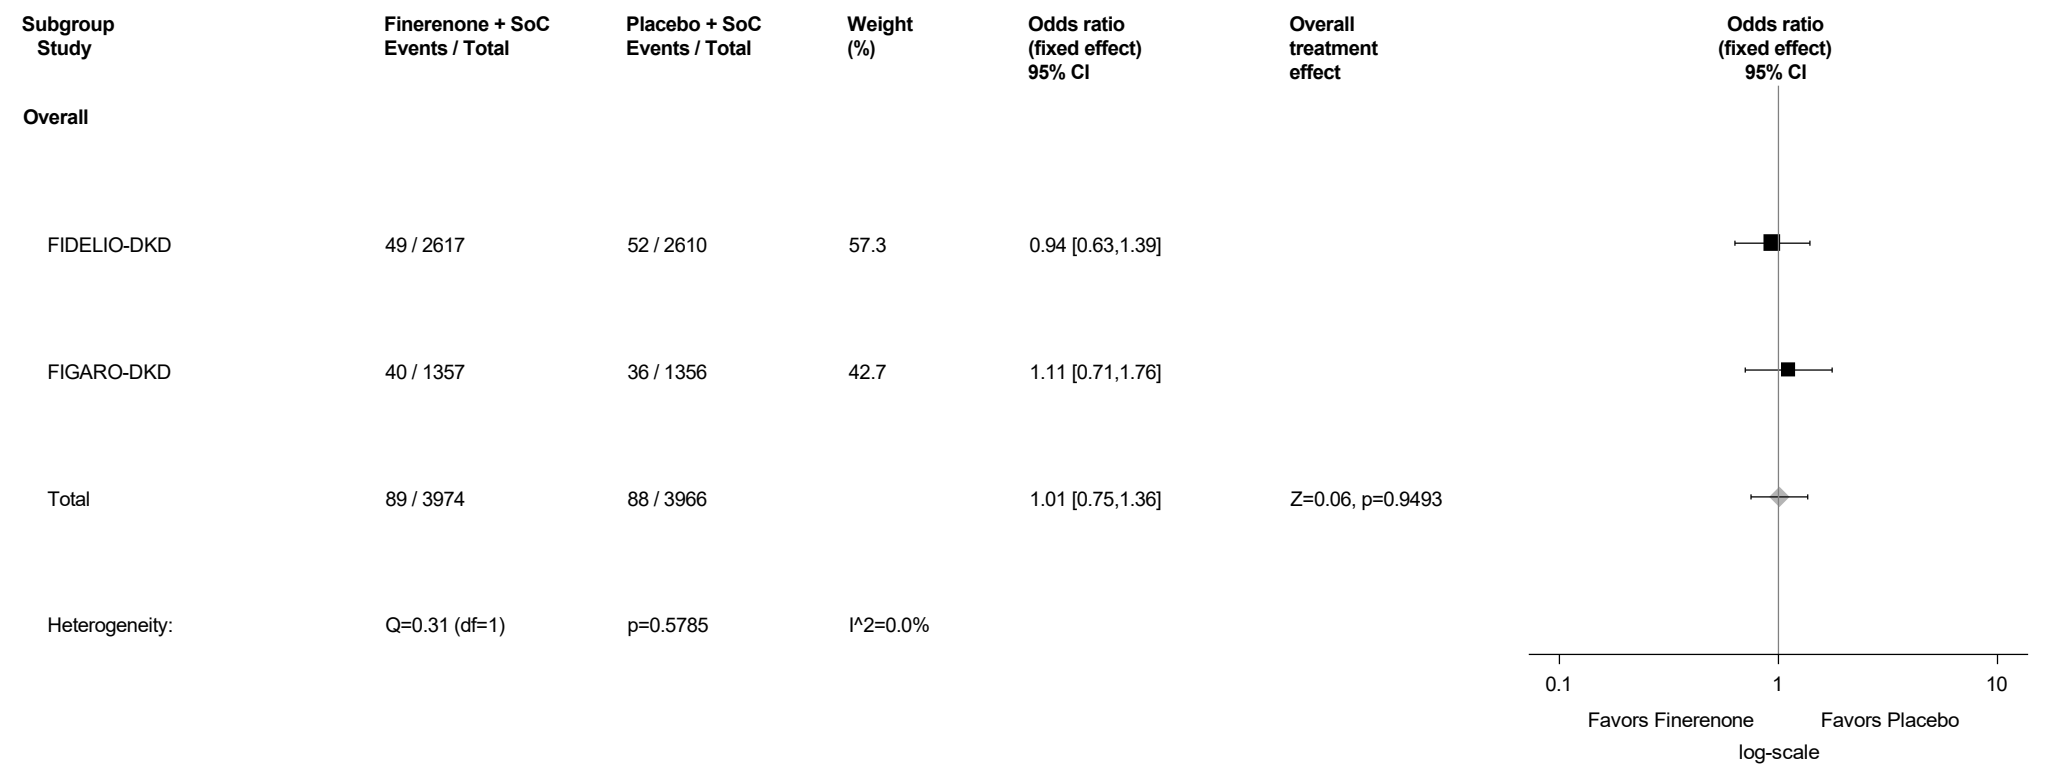 Subgroup Finerenone + SoC Placebo + SoC Weight Odds ratio Overall Odds ratio
Study Events / Total Events / Total (%) (fixed effect) treatment (fixed effect)
95% CI effect 95% CI
Overall
FIDELIO-DKD 49 / 2617 52 / 2610 57.3 0.94 [0.63,1.39]
FIGARO-DKD 40 / 1357 36 / 1356 42.7 1.11 [0.71,1.76]
Total 89 / 3974 88 / 3966 1.01 [0.75,1.36] Z=0.06, p=0.9493
Heterogeneity: Q=0.31 (df=1) p=0.5785 I^2=0.0%
0.1 1 10
Favors Finerenone Favors Placebo
log-scale